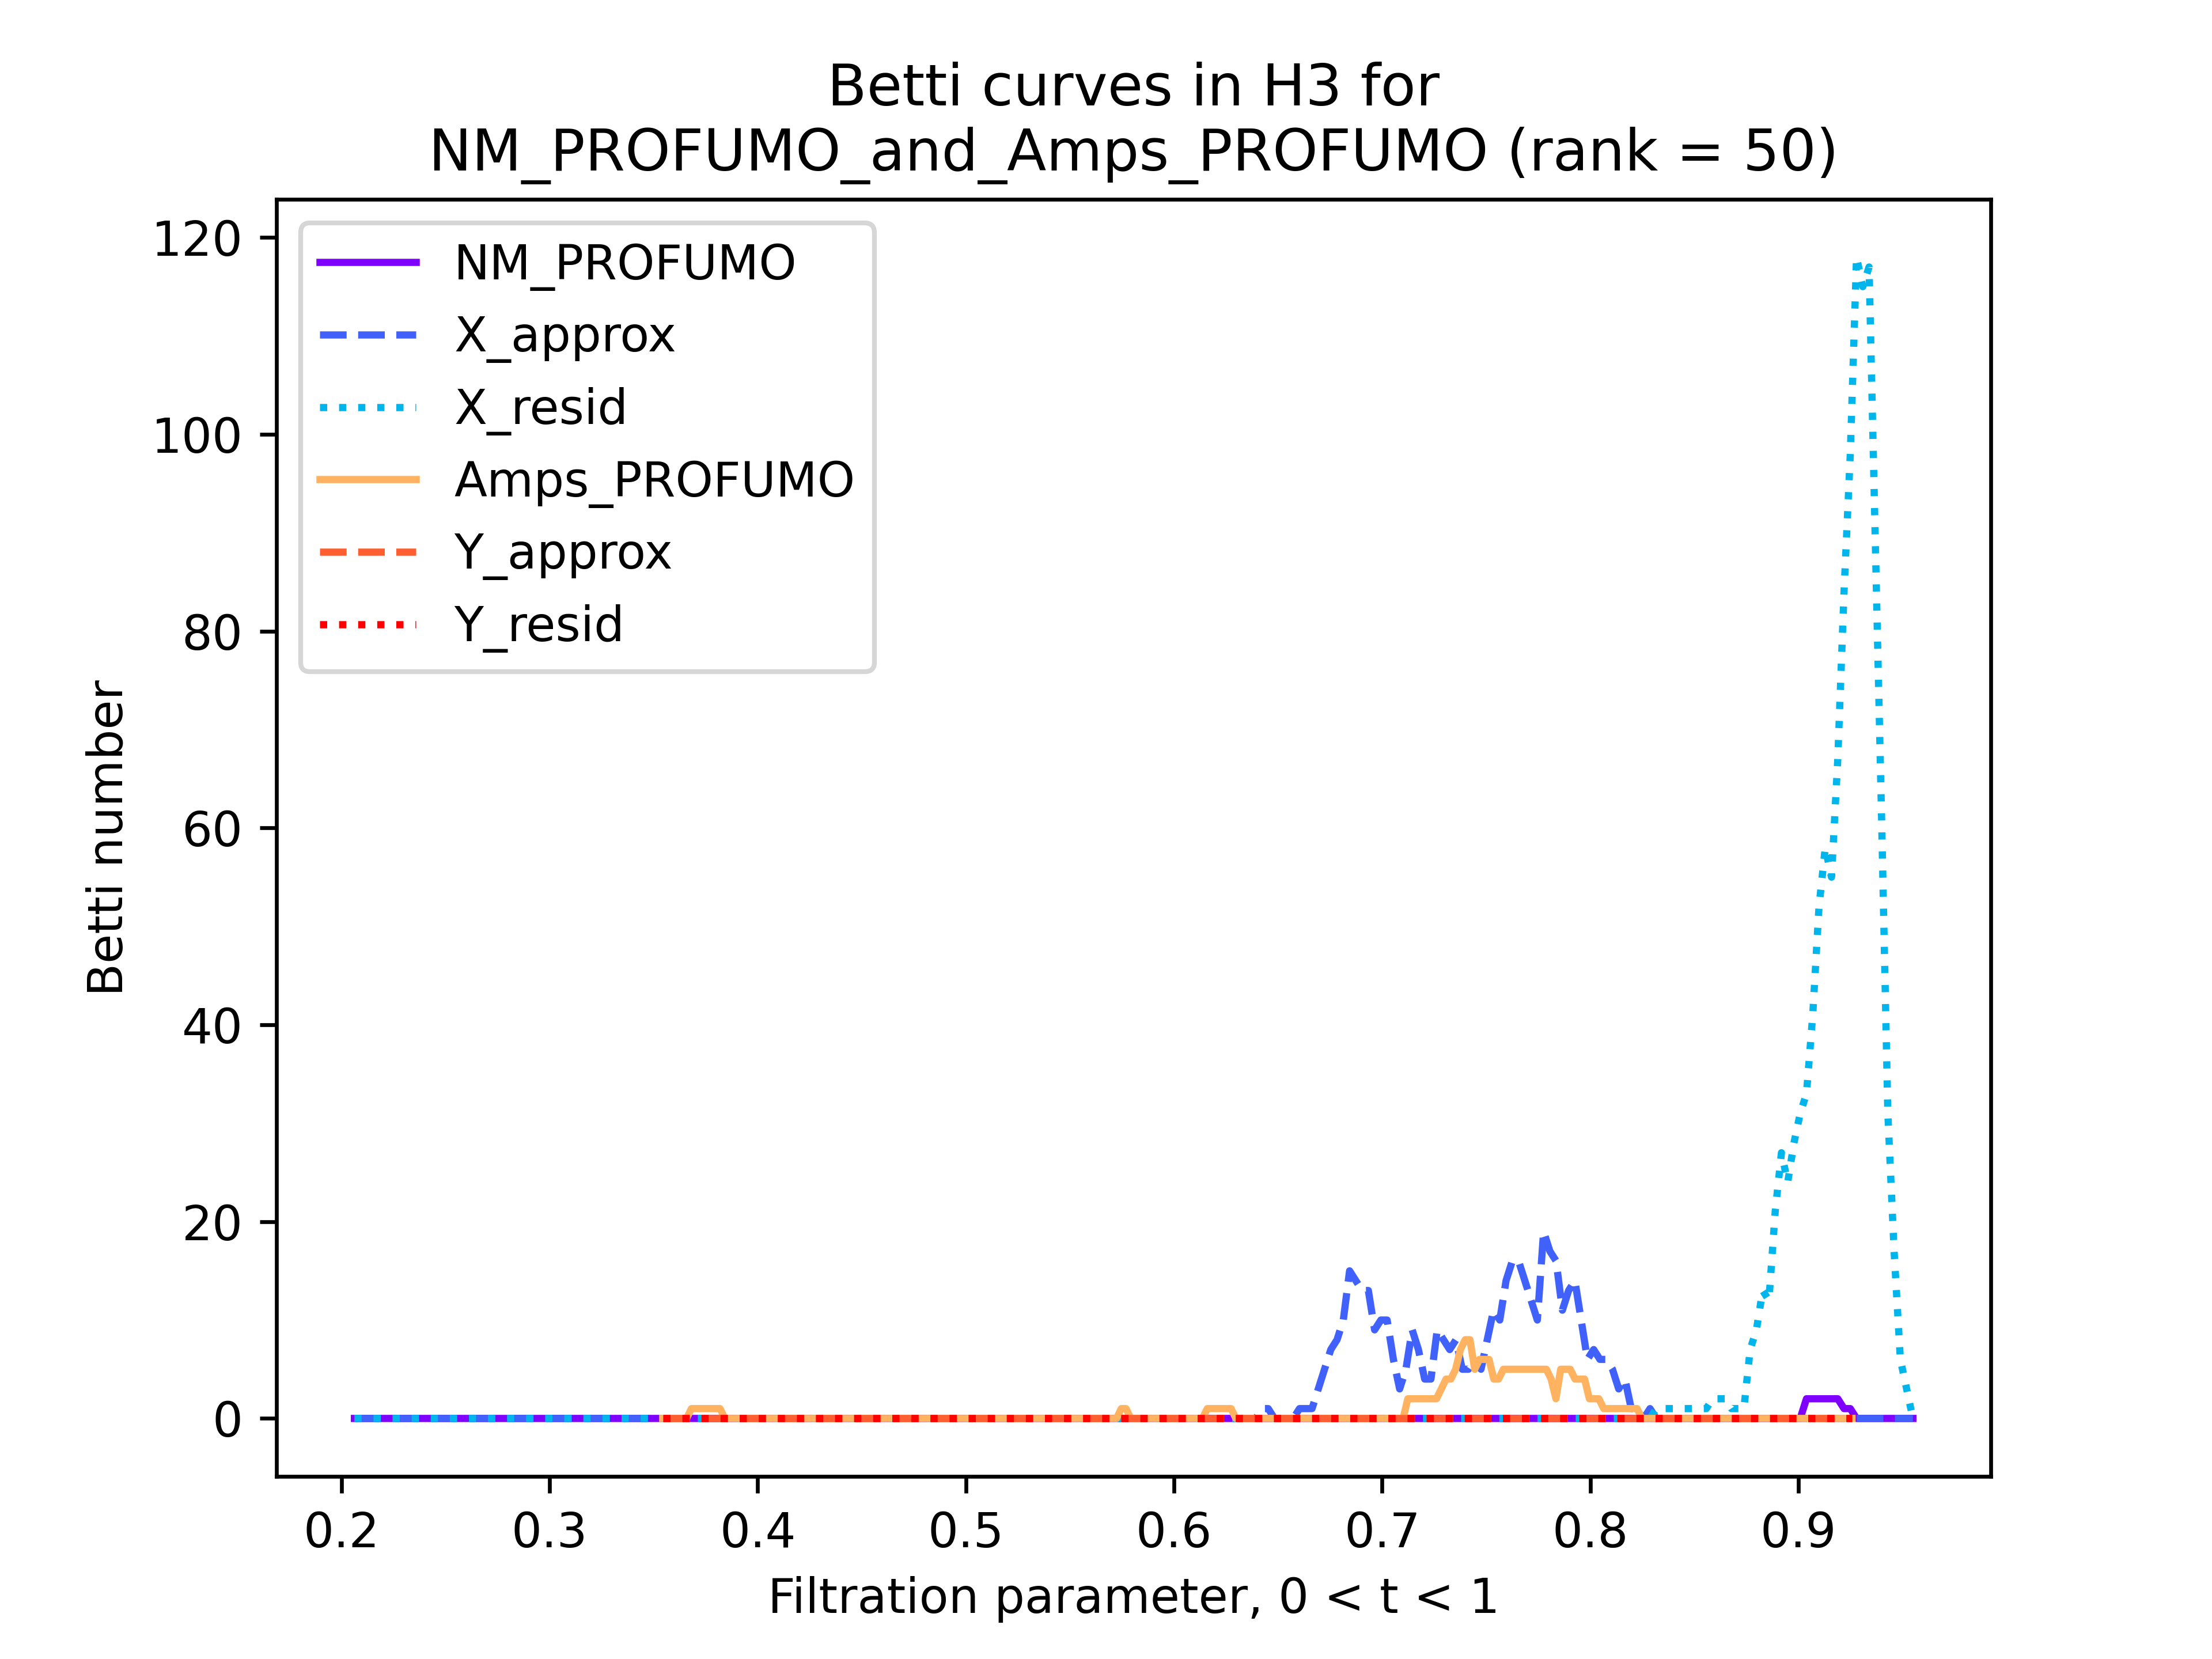 Betti curves in H3 for
NM_PROFUMO_and_Amps_PROFUMO (rank = 50)
120
100
80
60
40
20
0
Betti number
NM_PROFUMO
X_approx
X_resid
Amps_PROFUMO
Y_approx
Y_resid
0.2 0.3 0.4 0.5 0.6 0.7 0.8 0.9
Filtration parameter, 0 < t < 1